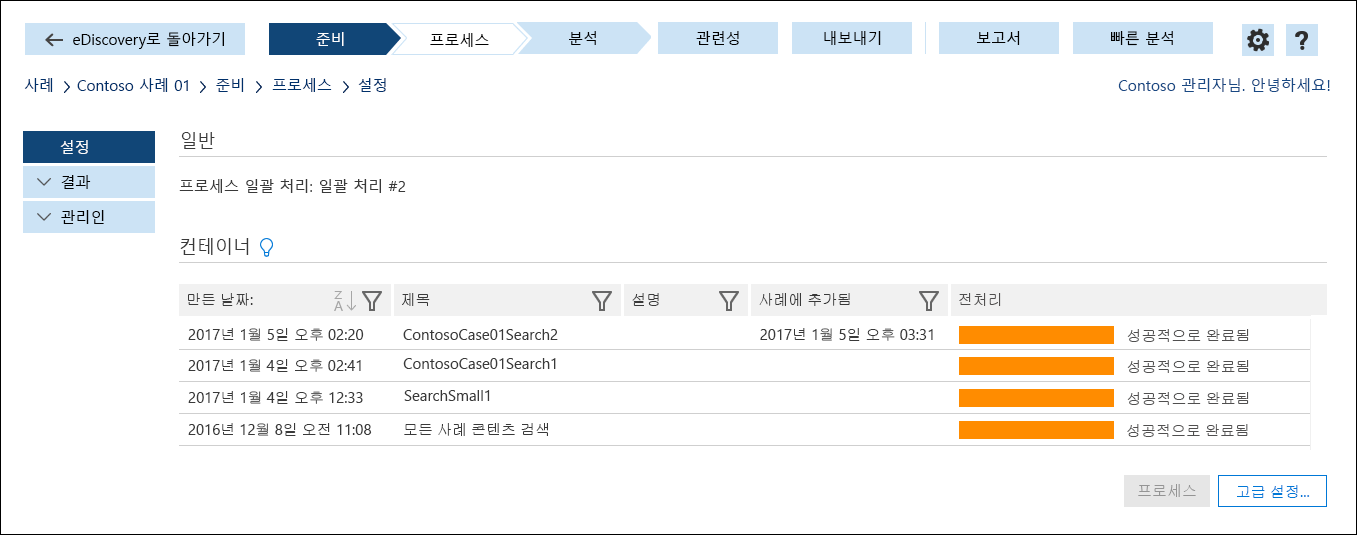 ← eDiscovery로 돌아가기 준비 프로세스 분석 관련성 내보내기 보고서 빠른 분석 ?
사례 > Contoso 사례 01 > 준비 > 프로세스 > 설정 Contoso 관리자님. 안녕하세요!
설정
결과
관리인
일반
프로세스 일괄 처리: 일괄 처리 #2
컨테이너
만든 날짜: Z A 제목 설명 사례에 추가됨 전처리
2017년 1월 5일 오후 02:20 ContosoCase01Search2 2017년 1월 5일 오후 03:31 성공적으로 완료됨
2017년 1월 4일 오후 02:41 ContosoCase01Search1 성공적으로 완료됨
2017년 1월 4일 오후 12:33 SearchSmall1 성공적으로 완료됨
2016년 12월 8일 오전 11:08 모든 사례 콘텐츠 검색 성공적으로 완료됨
프로세스 고급 설정...